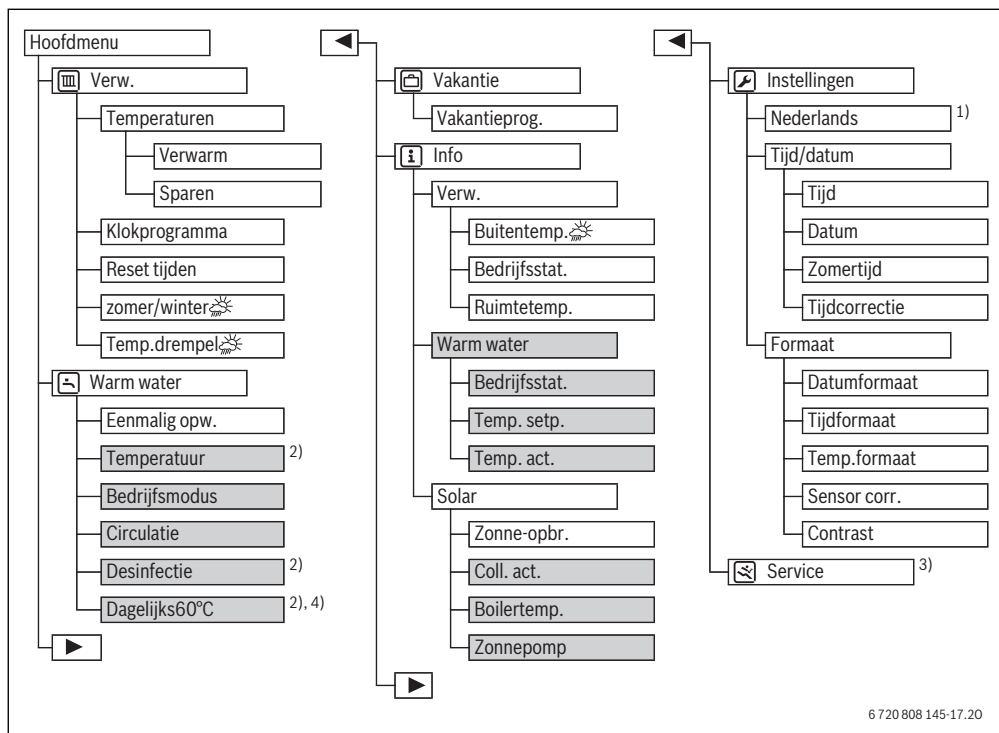 Hoofdmenu
Verw.
Temperaturen
Verwarm
Sparen
Klokprogramma
Reset tijden
zomer/winter
Temp.drempel
Warm water
Eenmalig opw.
Temperatuur 2)
Bedrijfsmodus
Circulatie
Desinfectie 2)
Dagelijks60°C 2), 4)
Vakantie
Vakantieprog.
Info
Verw.
Buitentemp.
Bedrijfsstat.
Ruimtetemp.
Warm water
Bedrijfsstat.
Temp. setp.
Temp. act.
Solar
Zonne-opbr.
Coll. act.
Boilertemp.
Zonnepomp
Instellingen
Nederlands 1)
Tijd/datum
Tijd
Datum
Zomertijd
Tijdcorrectie
Formaat
Datumformaat
Tijdformaat
Temp.formaat
Sensor corr.
Contrast
Service 3)
6 720 808 145-17.2O